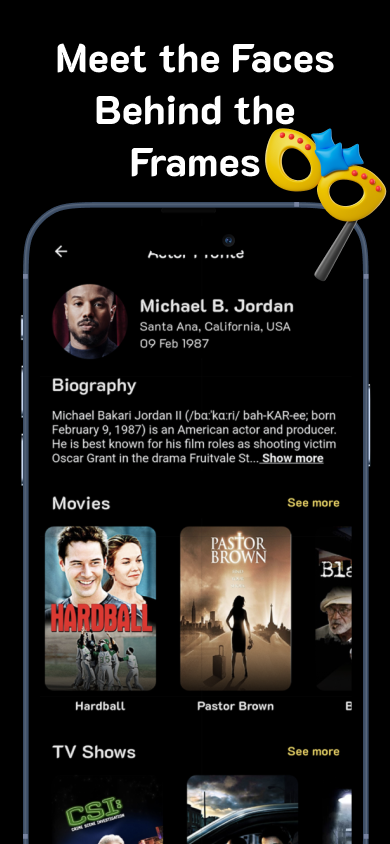 Meet the Faces
Behind the
Frames
Actor Profile
Michael B. Jordan
Santa Ana, California, USA
09 Feb 1987
Biography
Michael Bakari Jordan II (/bɑːˈkɑːri/ bah-KAR-ee; born
February 9, 1987) is an American actor and producer.
He is best known for his film roles as shooting victim
Oscar Grant in the drama Fruitvale St... Show more
Movies See more
HARDBALL
PASTOR
BROWN
Bla
Hardball Pastor Brown B
TV Shows See more
CSI:
CRIME SCENE INVESTIGATION